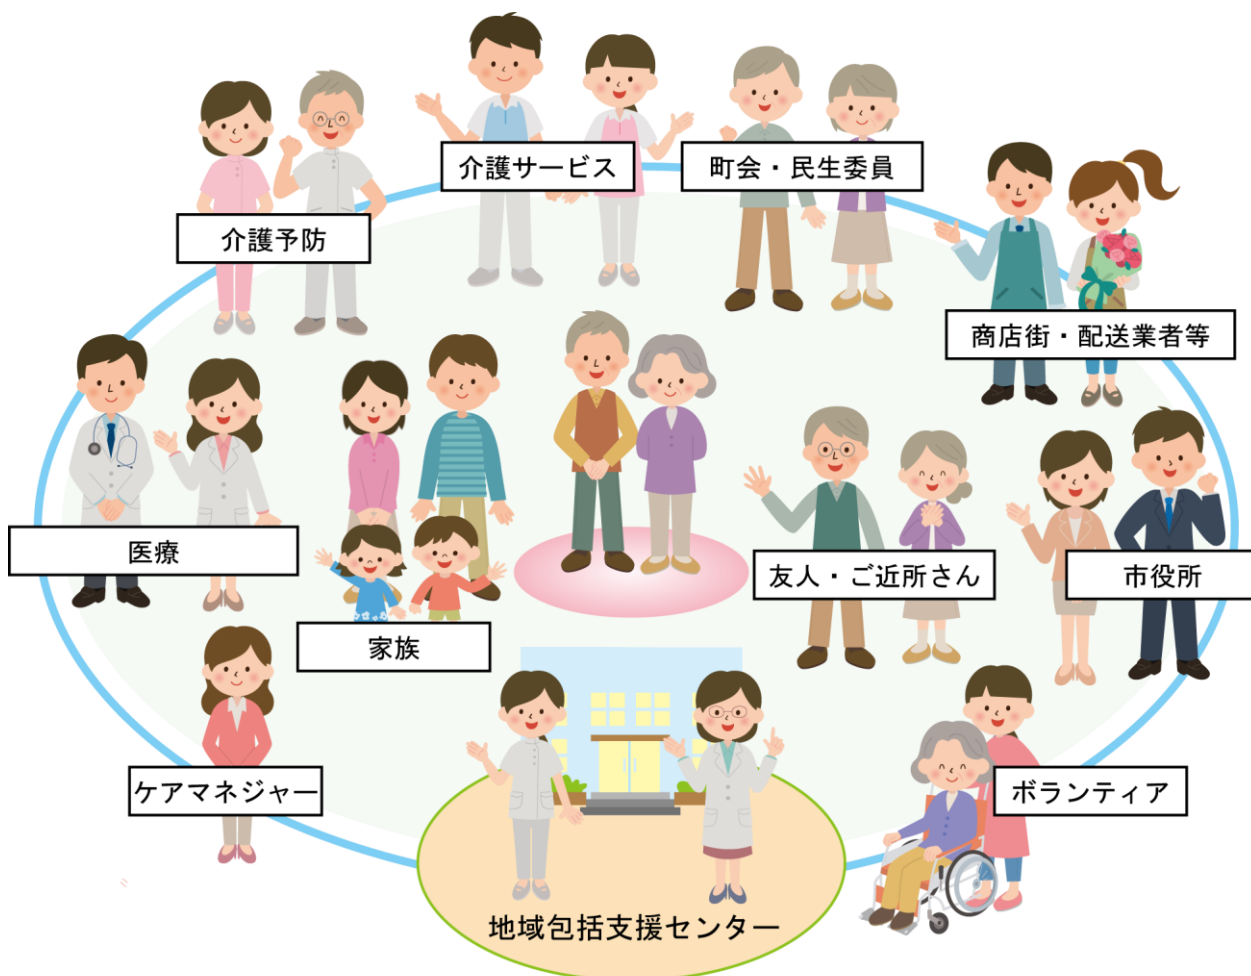 介護サービス
町会・民生委員
介護予防
商店街・配送業者等
医療
友人・ご近所さん
市役所
家族
ケアマネジャー
ボランティア
地域包括支援センター